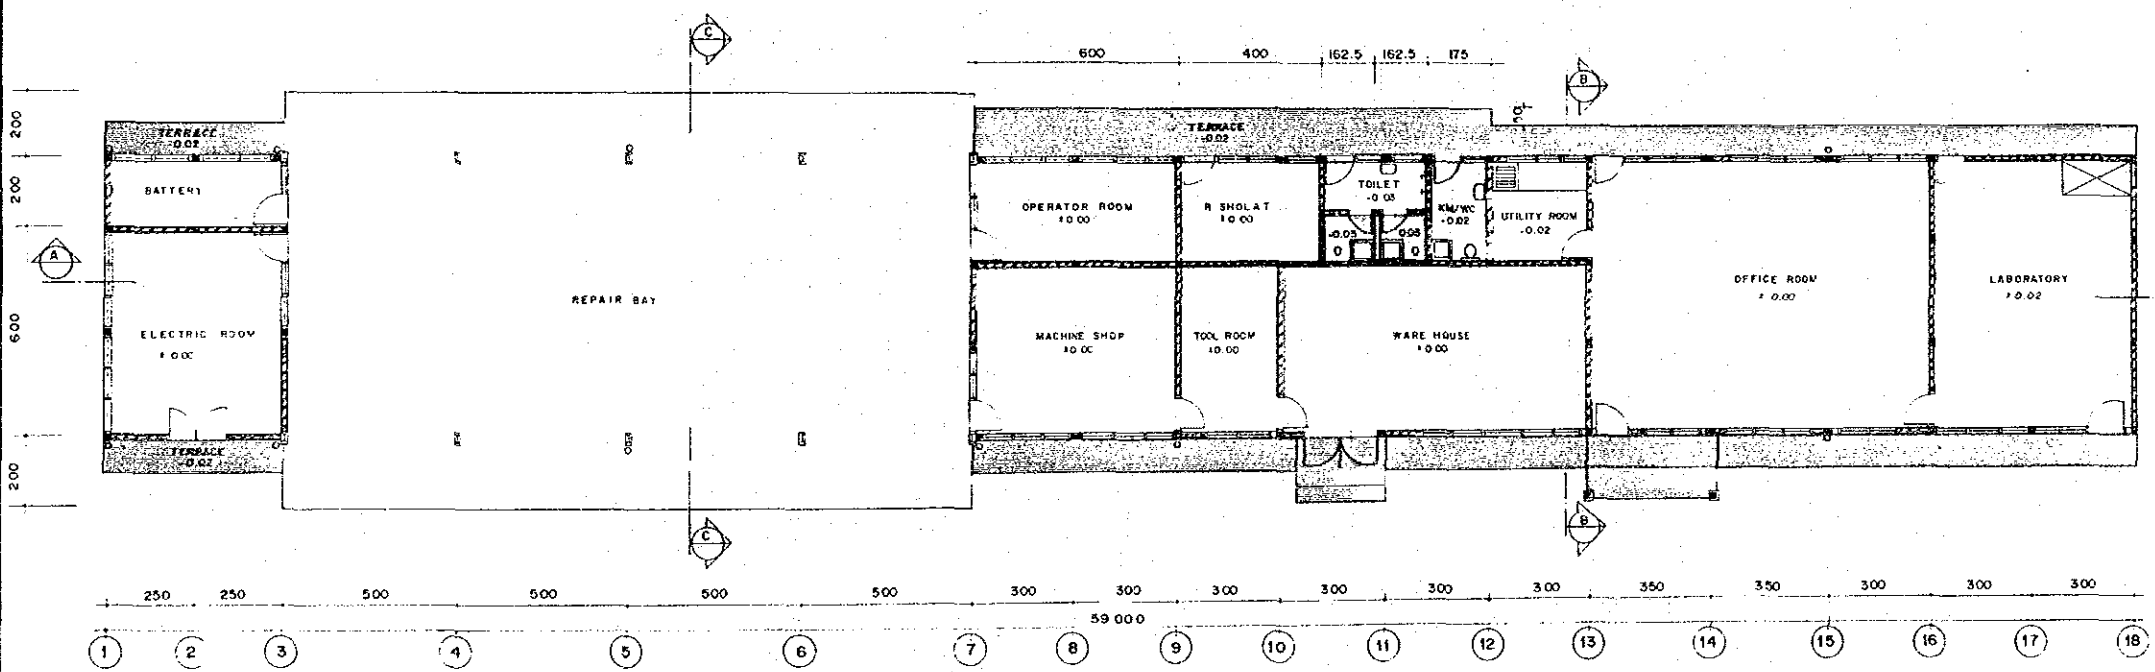 C
600 400 162.5 162.5 175
B
200
TERRACE
-0.02
TERRACE
-0.02
200
BATTERY
OPERATOR ROOM
±0.00
R SHOLAT
±0.00
TOILET
-0.05
KM/WC
-0.02
UTILITY ROOM
-0.02
-0.05
0.05
A
600
ELECTRIC ROOM
±0.00
REPAIR BAY
MACHINE SHOP
±0.00
TOOL ROOM
±0.00
WARE HOUSE
±0.00
OFFICE ROOM
±0.00
LABORATORY
±0.02
200
TERRACE
-0.02
C
B
250 250 500 500 500 500 300 300 300 300 300 300 350 350 300 300 300
59 000
1 2 3 4 5 6 7 8 9 10 11 12 13 14 15 16 17 18